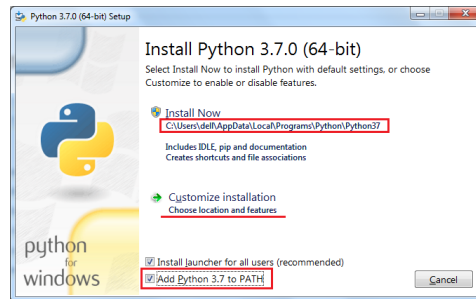 Python 3.7.0 (64-bit) Setup
Install Python 3.7.0 (64-bit)
Select Install Now to install Python with default settings, or choose
Customize to enable or disable features.
Install Now
C:\Users\dell\AppData\Local\Programs\Python\Python37
Includes IDLE, pip and documentation
Creates shortcuts and file associations
Customize installation
Choose location and features
Install launcher for all users (recommended)
Add Python 3.7 to PATH
Cancel
python
for
windows